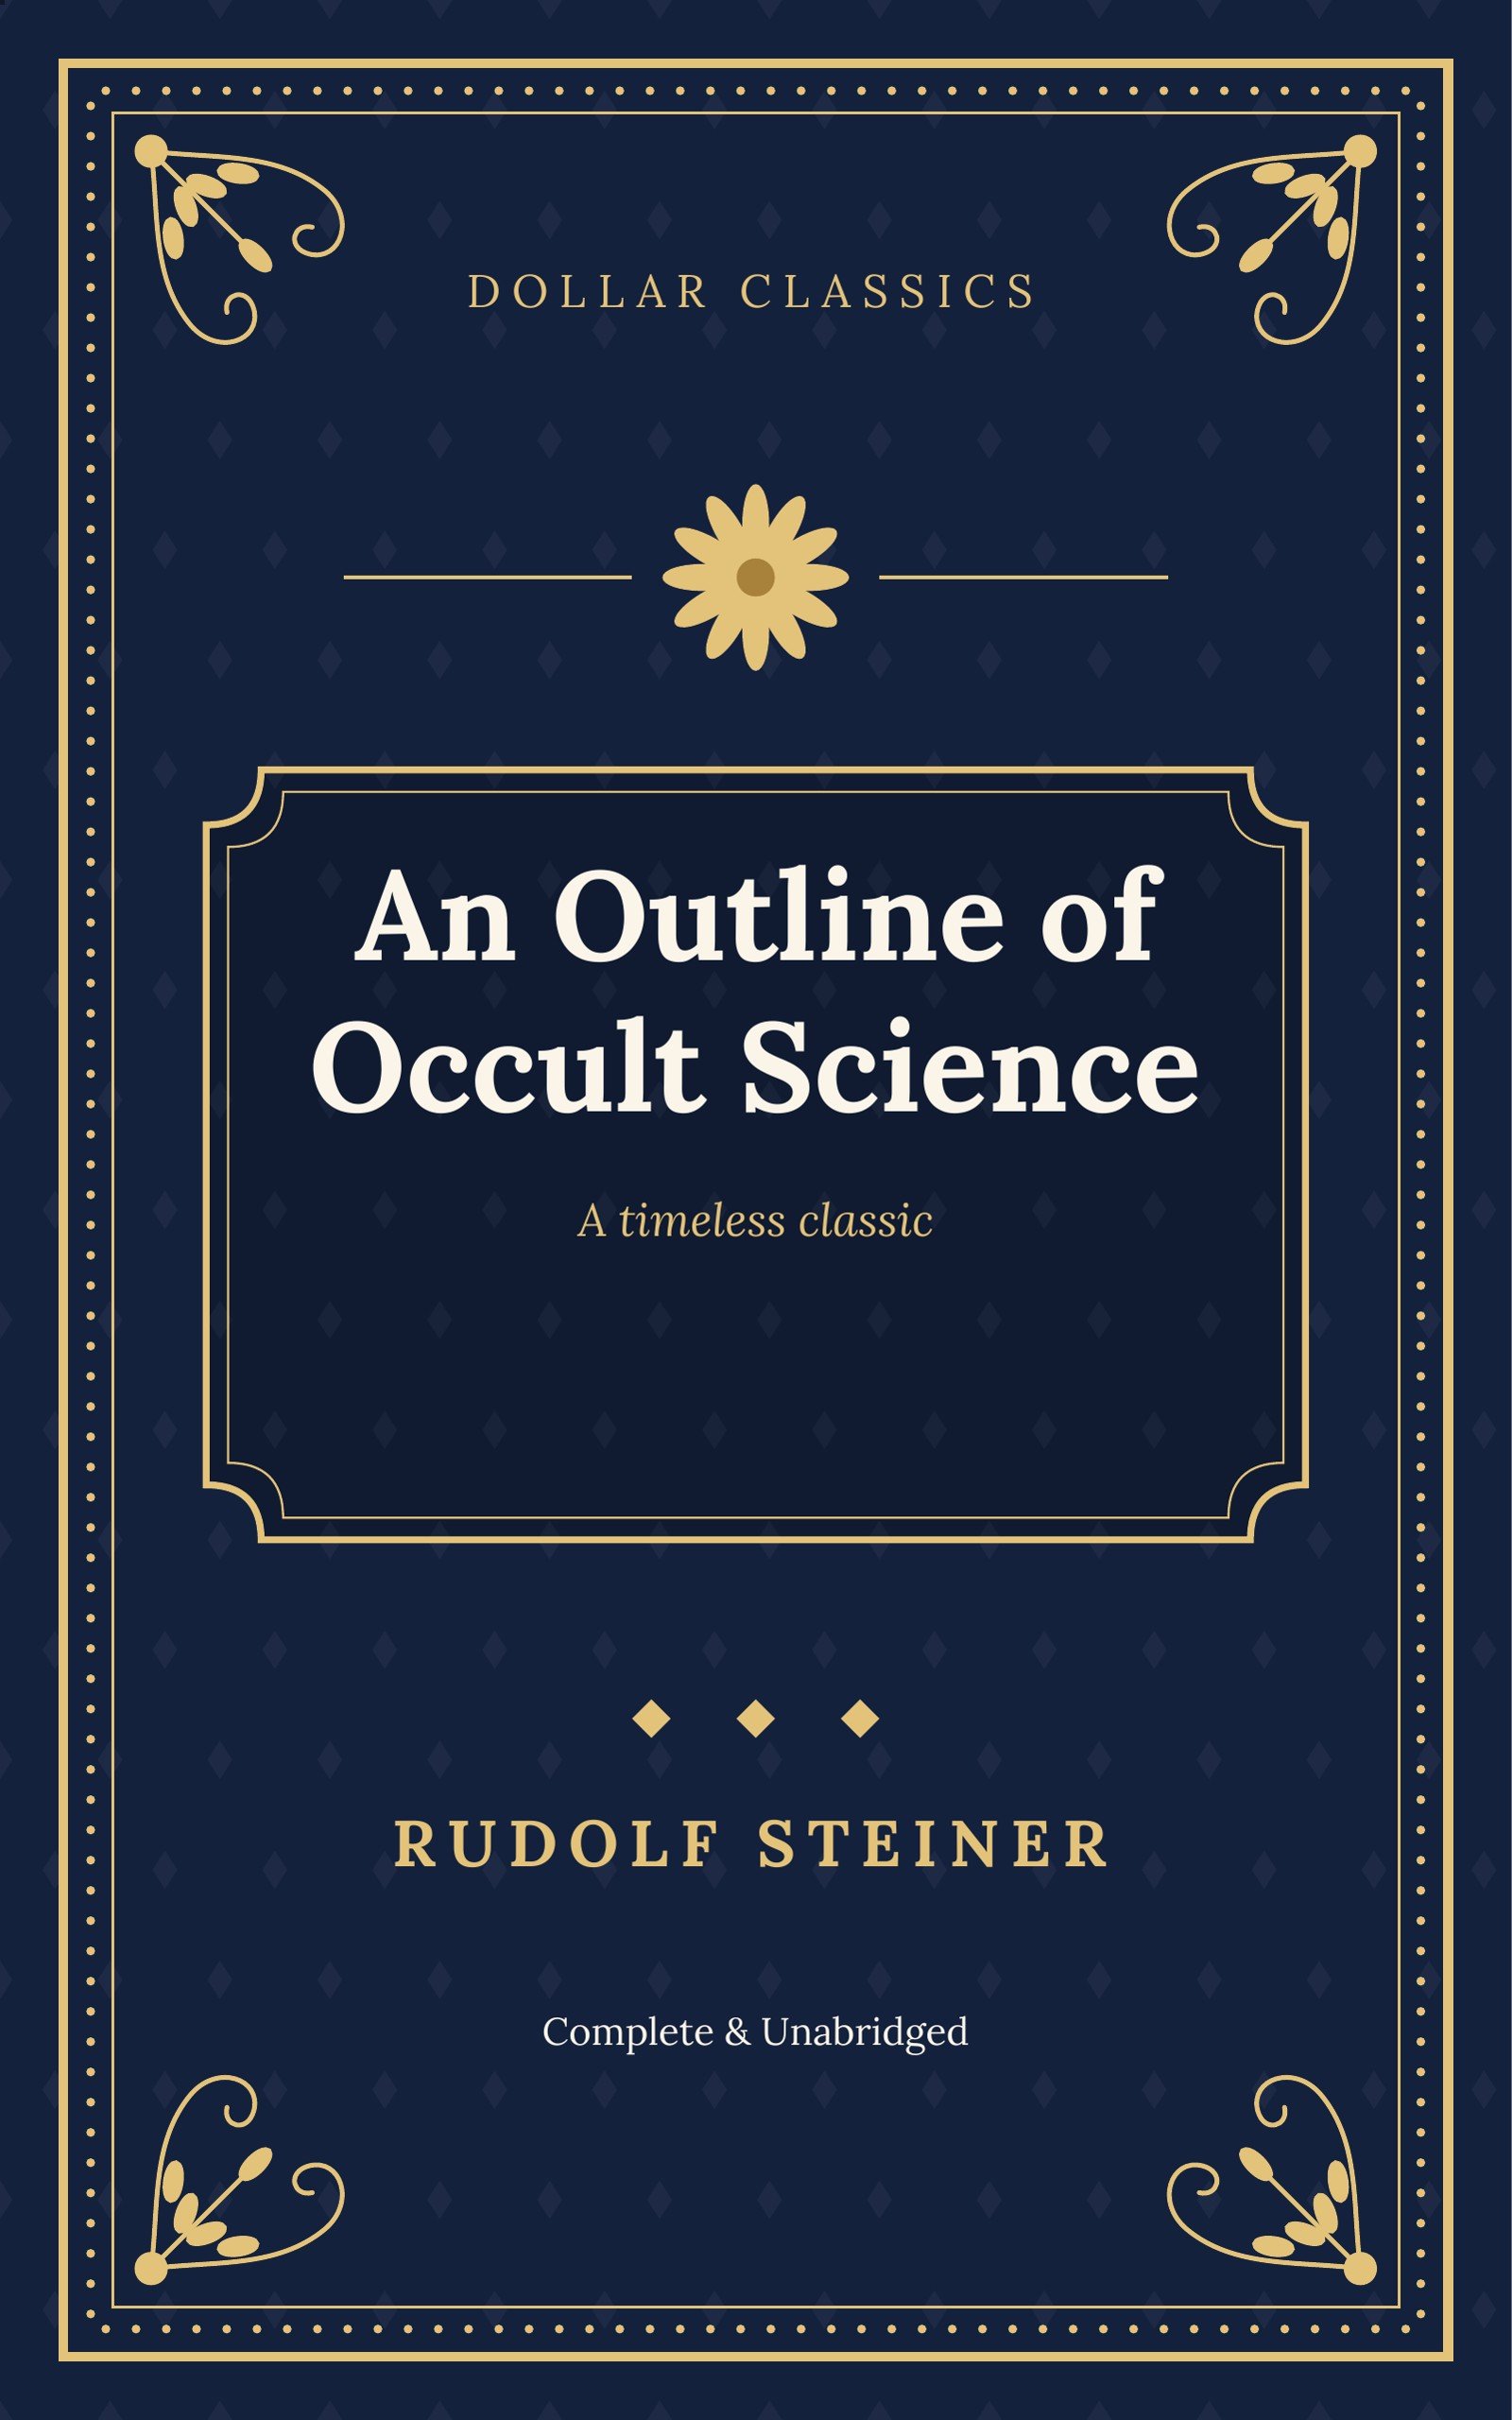 DOLLAR CLASSICS
An Outline of
Occult Science
A timeless classic
RUDOLF STEINER
Complete & Unabridged